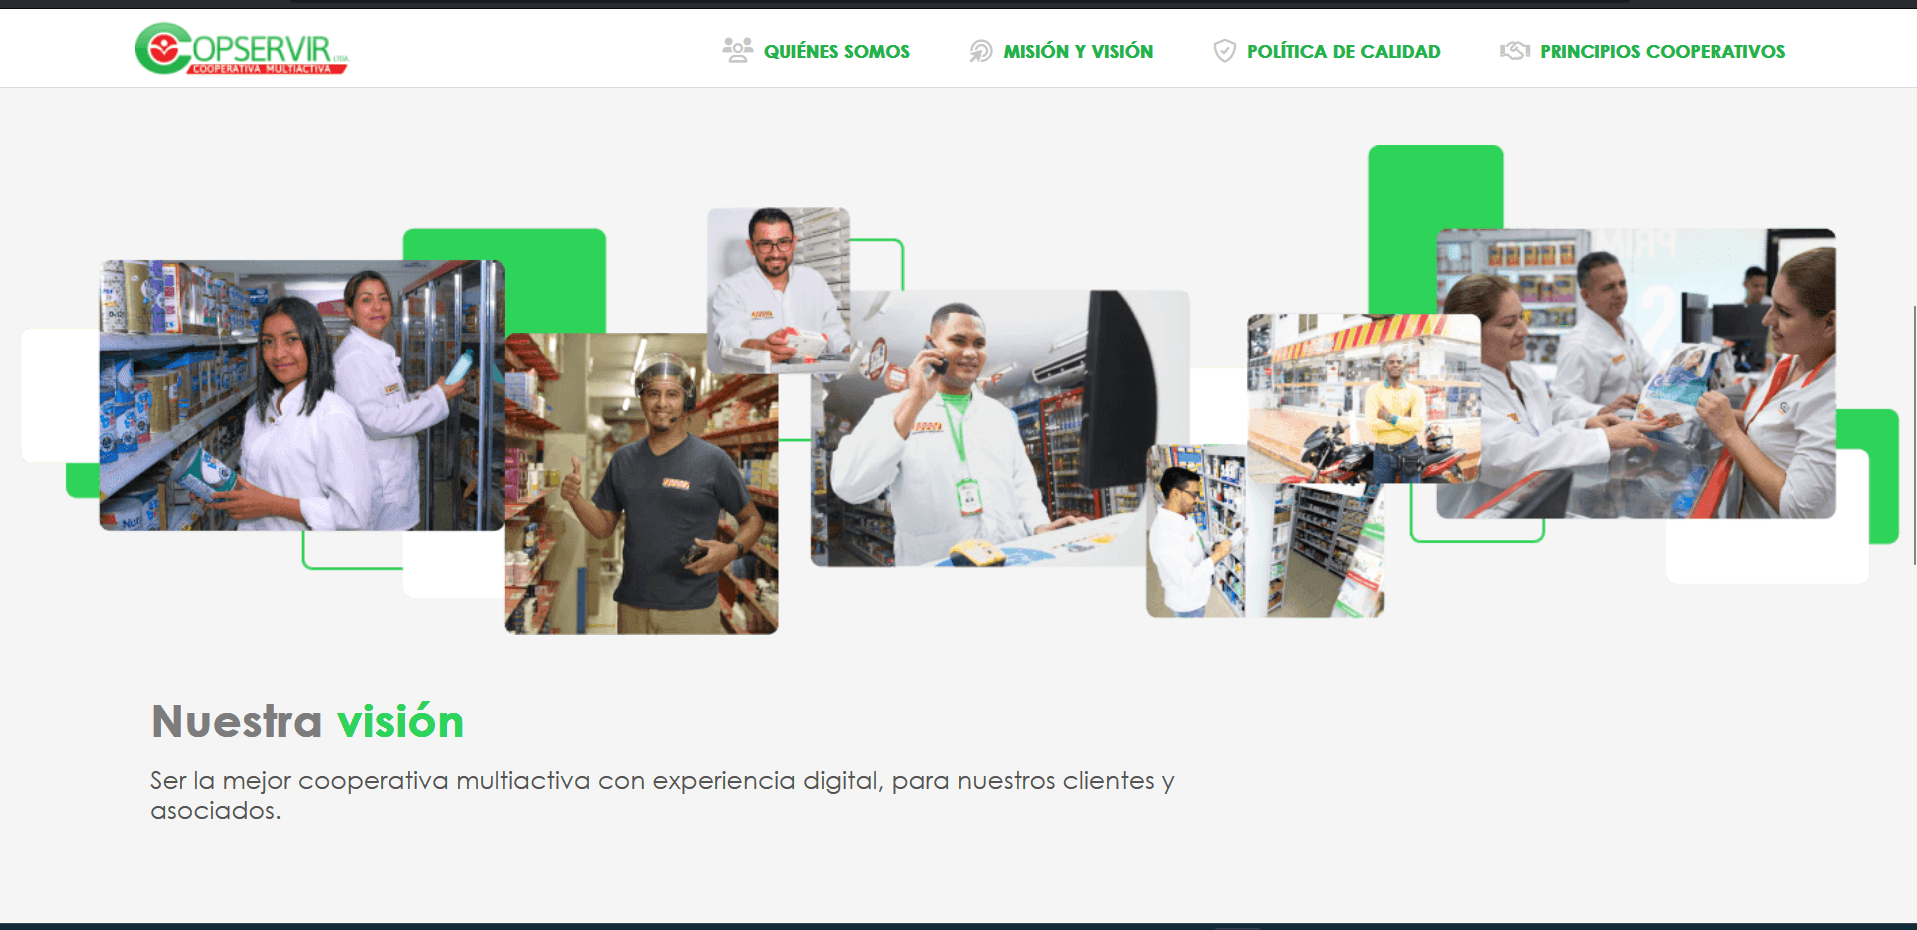 COPSERVIR LTDA.
COOPERATIVA MULTIACTIVA
QUIÉNES SOMOS
MISIÓN Y VISIÓN
POLÍTICA DE CALIDAD
PRINCIPIOS COOPERATIVOS
Nuestra visión
Ser la mejor cooperativa multiactiva con experiencia digital, para nuestros clientes y
asociados.